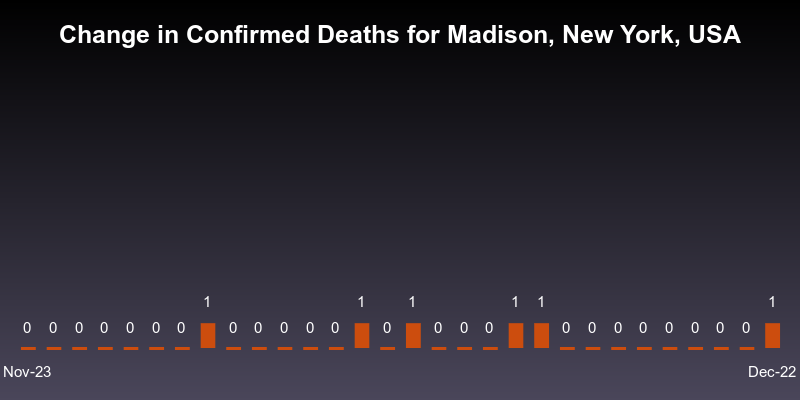 Change in Confirmed Deaths for Madison, New York, USA
0 0 0 0 0 0 0 1 0 0 0 0 0 1 0 1 0 0 0 1 1 0 0 0 0 0 0 0 0 1
Nov-23 Dec-22